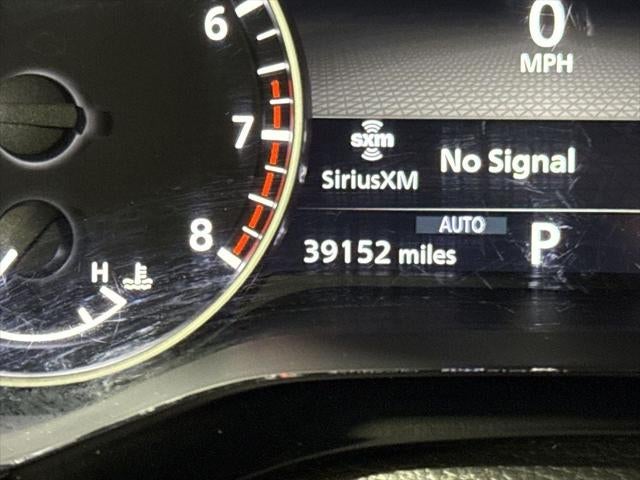 6
0
MPH
7
sxm
SiriusXM
No Signal
8
AUTO
39152 miles
P
H